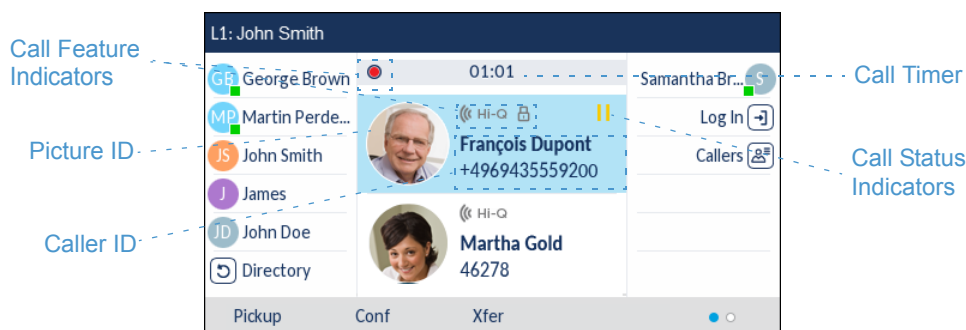 L1: John Smith
Call Feature
Indicators
Picture ID
Caller ID
GB George Brown
MP Martin Perde...
JS John Smith
J James
JD John Doe
Directory
01:01
Hi-Q
François Dupont
+4969435559200
Hi-Q
Martha Gold
46278
Samantha Br... S
Log In
Callers
Call Timer
Call Status
Indicators
Pickup Conf Xfer